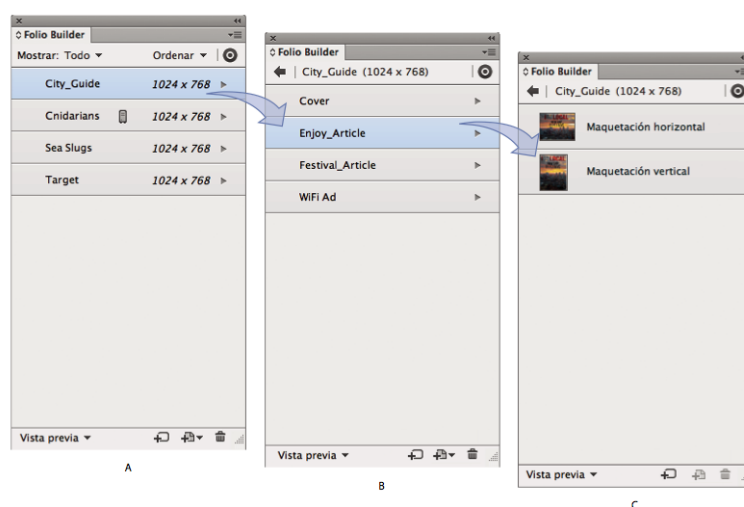 Folio Builder
Mostrar: Todo Ordenar
City_Guide 1024 x 768
Cnidarians 1024 x 768
Sea Slugs 1024 x 768
Target 1024 x 768
Vista previa
A
Folio Builder
City_Guide (1024 x 768)
Cover
Enjoy_Article
Festival_Article
WiFi Ad
Vista previa
B
Folio Builder
City_Guide (1024 x 768)
Maquetación horizontal
Maquetación vertical
Vista previa
C